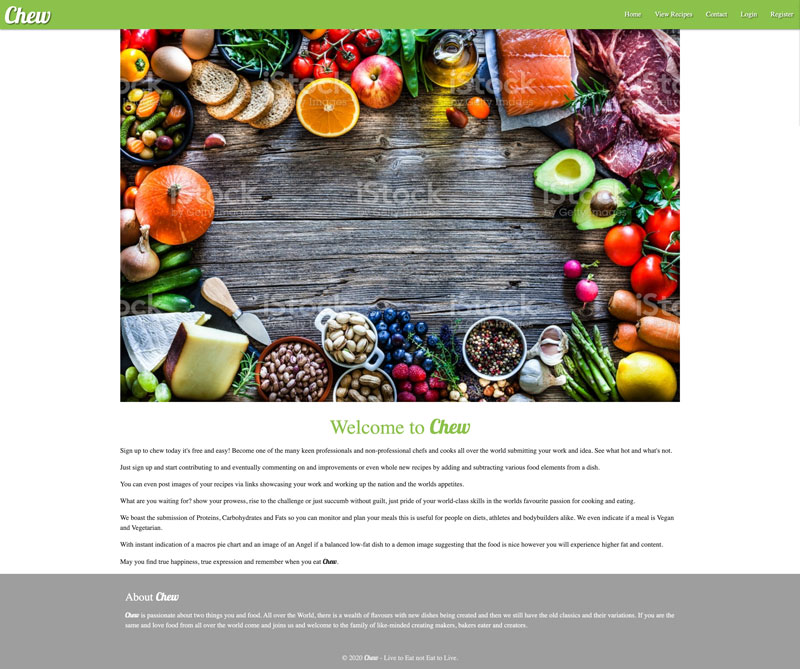 Chew
Home View Recipes Contact Login Register
iStock
by Getty Images
Welcome to Chew
Sign up to chew today it's free and easy! Become one of the many keen professionals and non-professional chefs and cooks all over the world submitting your work and idea. See what hot and what's not.
Just sign up and start contributing to and eventually commenting on and improvements or even whole new recipes by adding and subtracting various food elements from a dish.
You can even post images of your recipes via links showcasing your work and working up the nation and the worlds appetites.
What are you waiting for? show your prowess, rise to the challenge or just succumb without guilt, just pride of your world-class skills in the worlds favourite passion for cooking and eating.
We boast the submission of Proteins, Carbohydrates and Fats so you can monitor and plan your meals this is useful for people on diets, athletes and bodybuilders alike. We even indicate if a meal is Vegan
and Vegetarian.
With instant indication of a macros pie chart and an image of an Angel if a balanced low-fat dish to a demon image suggesting that the food is nice however you will experience higher fat and content.
May you find true happiness, true expression and remember when you eat Chew.
About Chew
Chew is passionate about two things you and food. All over the World, there is a wealth of flavours with new dishes being created and then we still have the old classics and their variations. If you are the
same and love food from all over the world come and joins us and welcome to the family of like-minded creating makers, bakers eater and creators.
© 2020 Chew - Live to Eat not Eat to Live.